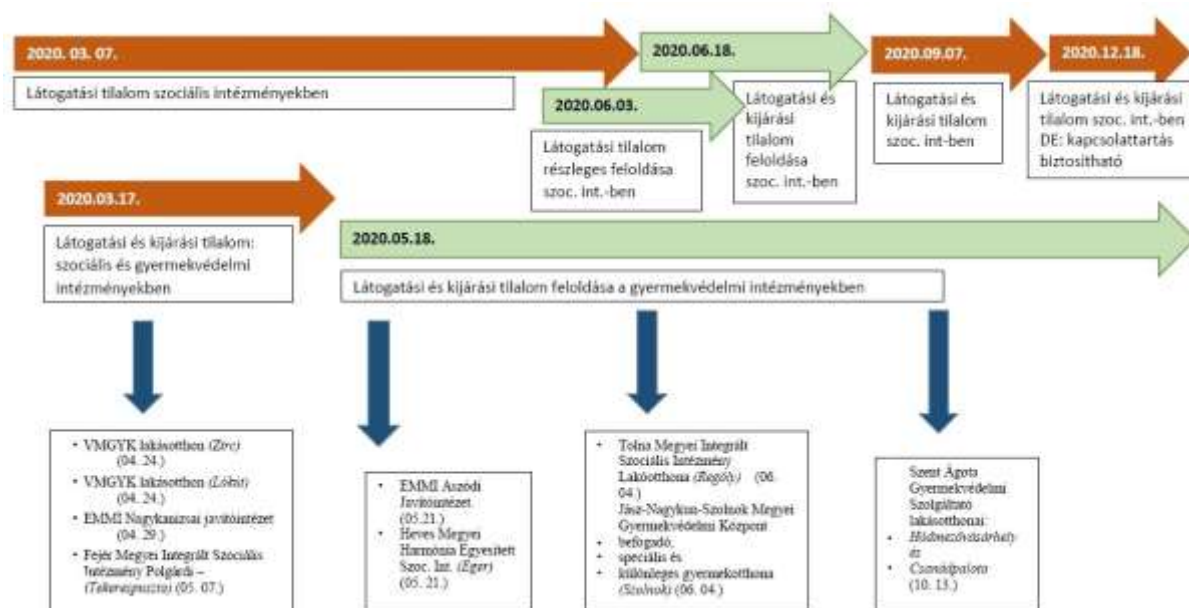 2020. 03. 07.
Látogatási tilalom szociális intézményekben
2020.06.18.
2020.06.03.
Látogatási tilalom
részleges feloldása
szoc. int.-ben
Látogatási és
kijárási
tilalom
feloldása
szoc. int.-ben
2020.09.07.
Látogatási és
kijárási tilalom
szoc. int-ben
2020.12.18.
Látogatási és kijárási
tilalom szoc. int.-ben
DE: kapcsolattartás
biztosítható
2020.03.17.
Látogatási és kijárási tilalom:
szociális és gyermekvédelmi
intézményekben
2020.05.18.
Látogatási és kijárási tilalom feloldása a gyermekvédelmi intézményekben
• VMGYK lakásotthon (Zirc)
(04. 24.)
• VMGYK lakásotthon (Lókút)
(04. 24.)
• EMMI Nagykanizsai javítóintézet
(04. 29.)
• Fejér Megyei Integrált Szociális
Intézmény Polgárdi –
(Tekerespuszta) (05. 07.)
• EMMI Aszódi
Javítóintézet
(05.21.)
• Heves Megyei
Harmónia Egyesített
Szoc. Int. (Eger)
(05. 21.)
• Tolna Megyei Integrált
Szociális Intézmény
Lakóotthona (Regöly) (06.
04.)
Jász-Nagykun-Szolnok Megyei
Gyermekvédelmi Központ
• befogadó,
• speciális és
• különleges gyermekotthona
(Szolnok) (06. 04.)
Szent Ágota
Gyermekvédelmi
Szolgáltató
lakásotthonai:
• Hódmezővásárhely
és
• Csanádpalota
(10. 13.)